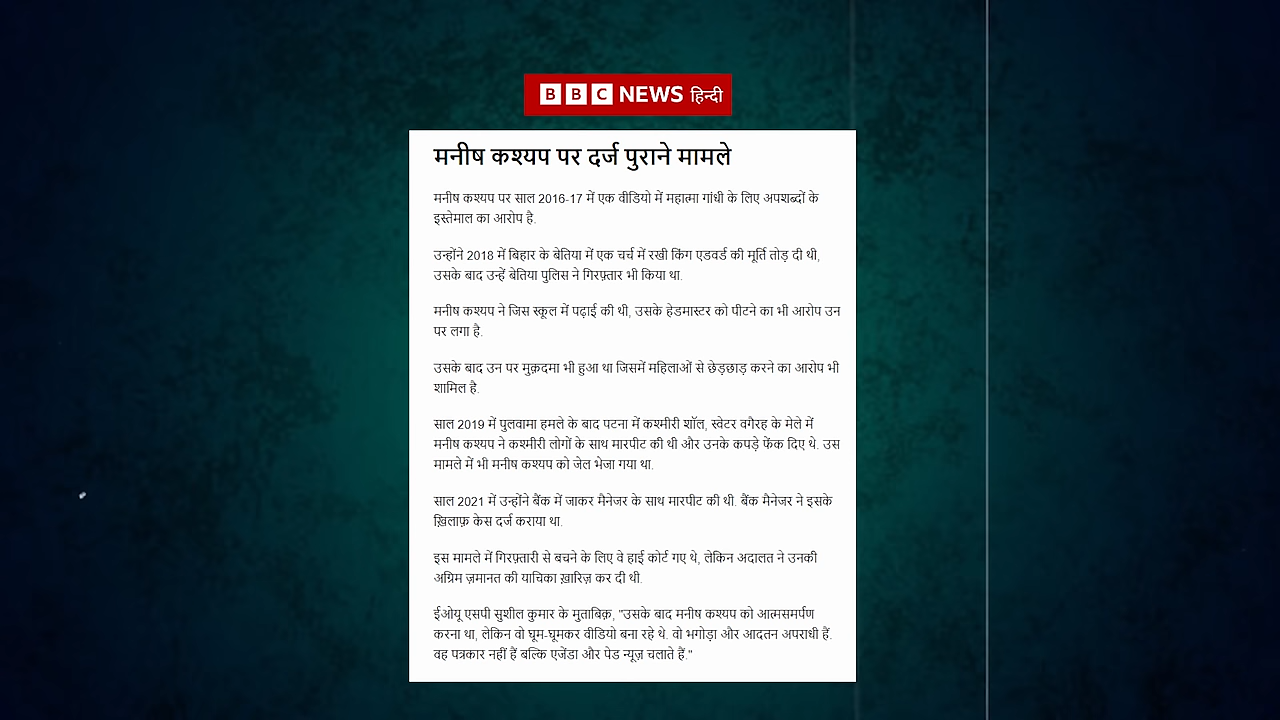 BBC NEWS हिन्दी
मनीष कश्यप पर दर्ज पुराने मामले
मनीष कश्यप पर साल 2016-17 में एक वीडियो में महात्मा गांधी के लिए अपशब्दों के
इस्तेमाल का आरोप है.
उन्होंने 2018 में बिहार के बेतिया में एक चर्च में रखी किंग एडवर्ड की मूर्ति तोड़ दी थी,
उसके बाद उन्हें बेतिया पुलिस ने गिरफ़्तार भी किया था.
मनीष कश्यप ने जिस स्कूल में पढ़ाई की थी, उसके हेडमास्टर को पीटने का भी आरोप उन
पर लगा है.
उसके बाद उन पर मुक़दमा भी हुआ था जिसमें महिलाओं से छेड़छाड़ करने का आरोप भी
शामिल है.
साल 2019 में पुलवामा हमले के बाद पटना में कश्मीरी शॉल, स्वेटर वगैरह के मेले में
मनीष कश्यप ने कश्मीरी लोगों के साथ मारपीट की थी और उनके कपड़े फेंक दिए थे. उस
मामले में भी मनीष कश्यप को जेल भेजा गया था.
साल 2021 में उन्होंने बैंक में जाकर मैनेजर के साथ मारपीट की थी. बैंक मैनेजर ने इसके
ख़िलाफ़ केस दर्ज कराया था.
इस मामले में गिरफ़्तारी से बचने के लिए वे हाई कोर्ट गए थे, लेकिन अदालत ने उनकी
अग्रिम ज़मानत की याचिका ख़ारिज़ कर दी थी.
ईओयू एसपी सुशील कुमार के मुताबिक़, "उसके बाद मनीष कश्यप को आत्मसमर्पण
करना था, लेकिन वो घूम-घूमकर वीडियो बना रहे थे. वो भगोड़ा और आदतन अपराधी हैं.
वह पत्रकार नहीं हैं बल्कि एजेंडा और पेड न्यूज़ चलाते हैं."